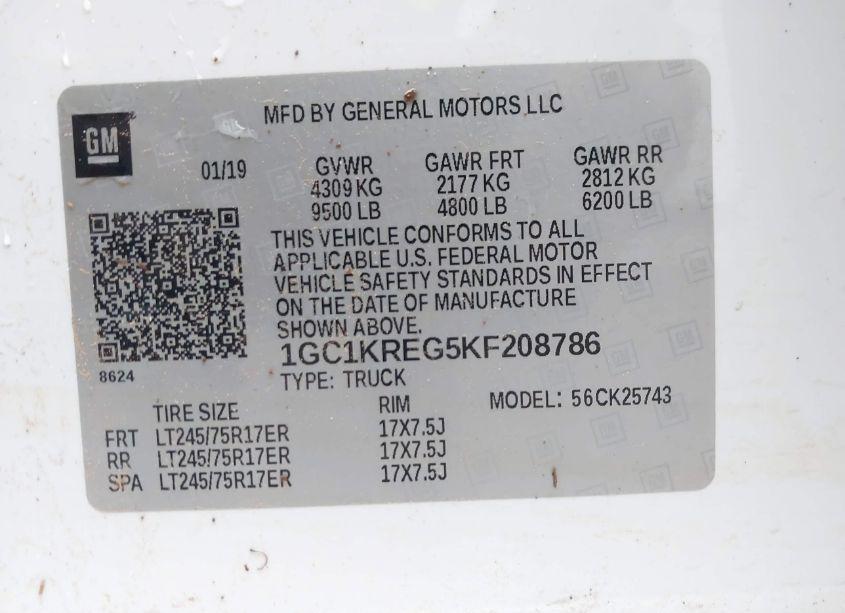 MFD BY GENERAL MOTORS LLC
GM
01/19 GVWR GAWR FRT GAWR RR
4309 KG 2177 KG 2812 KG
9500 LB 4800 LB 6200 LB
THIS VEHICLE CONFORMS TO ALL
APPLICABLE U.S. FEDERAL MOTOR
VEHICLE SAFETY STANDARDS IN EFFECT
ON THE DATE OF MANUFACTURE
SHOWN ABOVE.
1GC1KREG5KF208786
8624
TYPE: TRUCK
MODEL: 56CK25743
TIRE SIZE RIM
FRT LT245/75R17ER 17X7.5J
RR LT245/75R17ER 17X7.5J
SPA LT245/75R17ER 17X7.5J